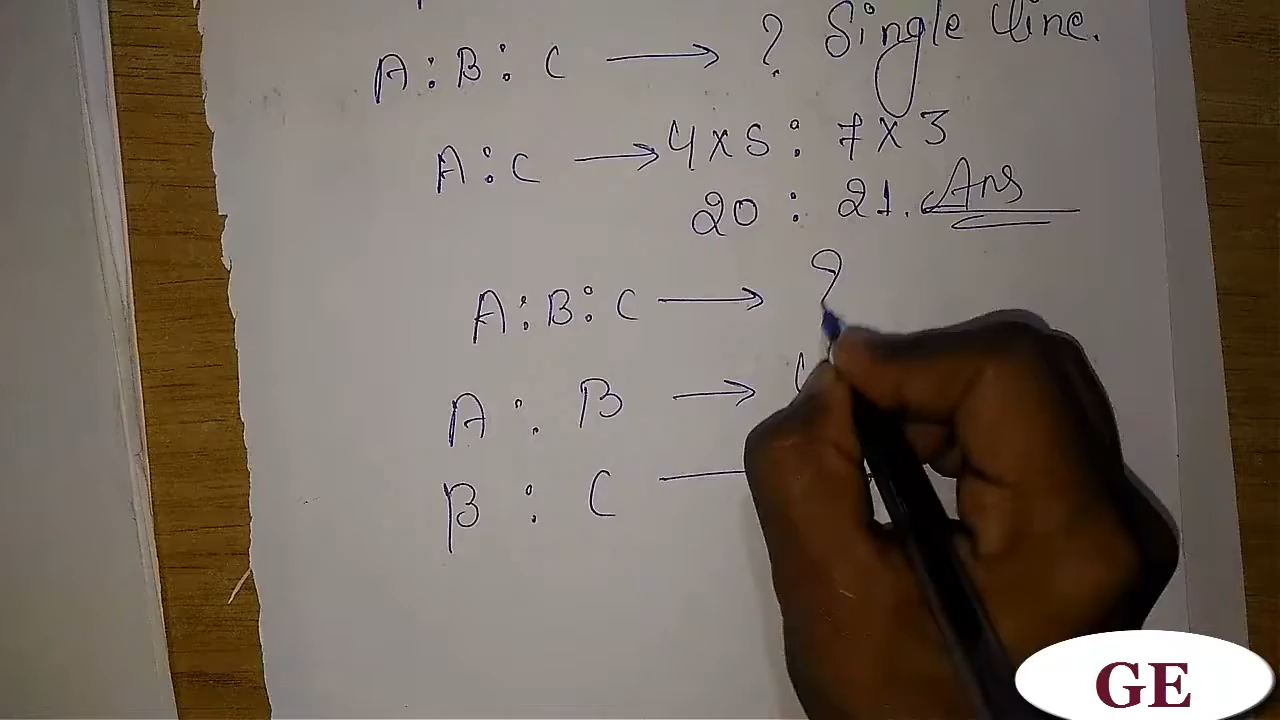 A : B : C → ? Single line.
A : C → 4 x 5 : 7 x 3
20 : 21. Ans
A : B : C → ?
A : B →
B : C
GE